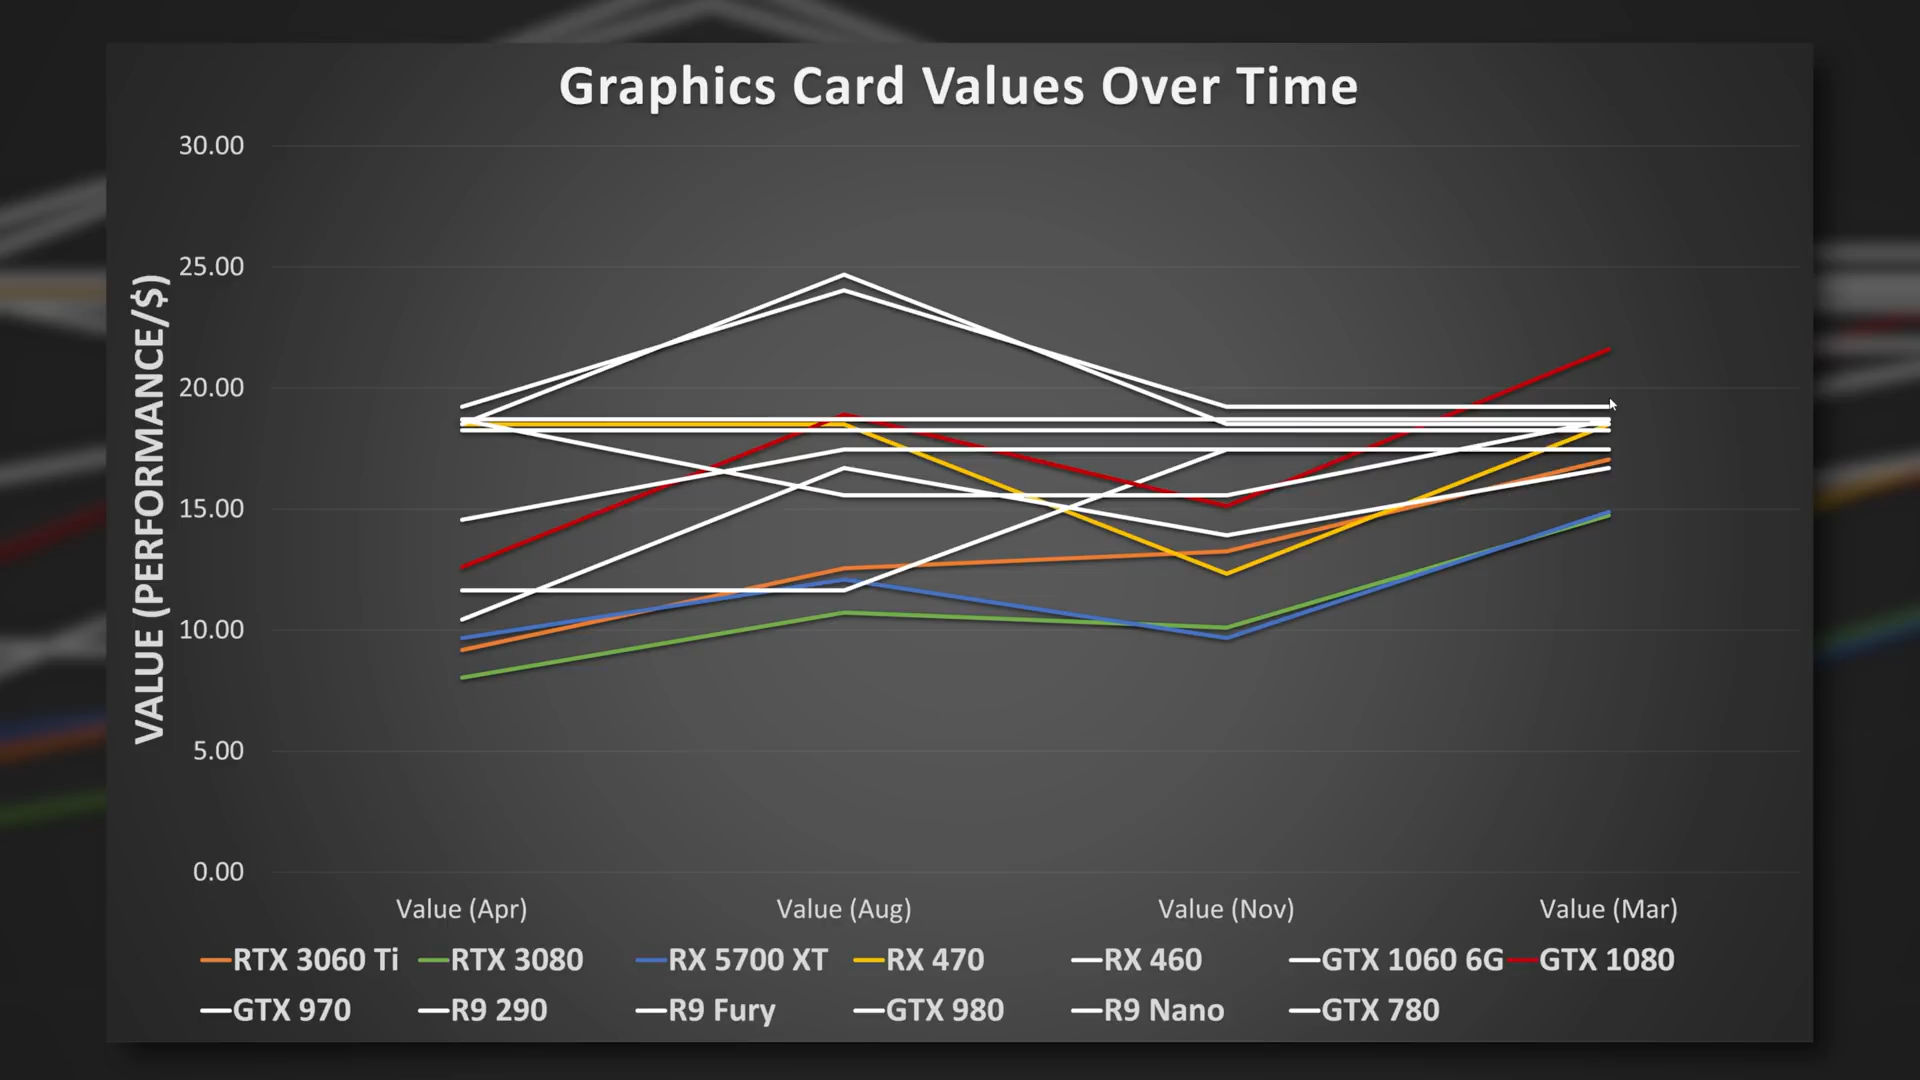 Graphics Card Values Over Time
VALUE (PERFORMANCE/$)
30.00
25.00
20.00
15.00
10.00
5.00
0.00
Value (Apr) Value (Aug) Value (Nov) Value (Mar)
RTX 3060 Ti RTX 3080 RX 5700 XT RX 470 RX 460 GTX 1060 6G GTX 1080
GTX 970 R9 290 R9 Fury GTX 980 R9 Nano GTX 780